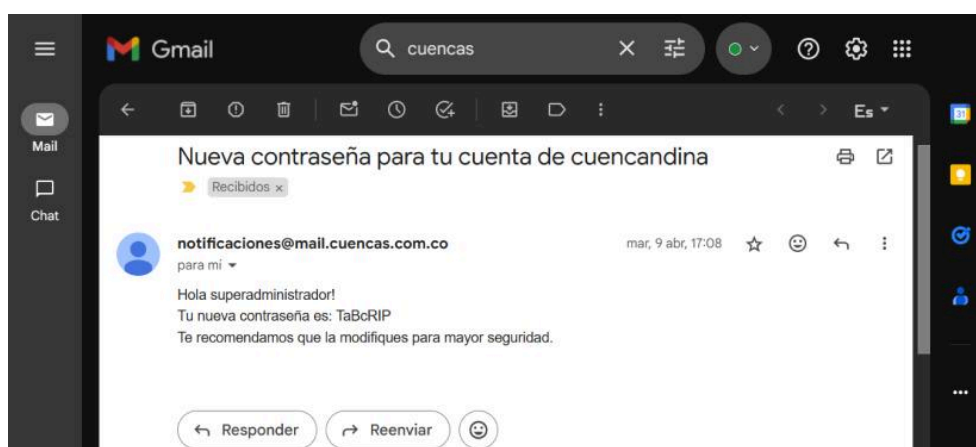 Gmail
cuencas
Mail
Es
31
Nueva contraseña para tu cuenta de cuencandina
Recibidos x
Chat
notificaciones@mail.cuencas.com.co
mar, 9 abr, 17:08
para mí
Hola superadministrador!
Tu nueva contraseña es: TaBcRIP
Te recomendamos que la modifiques para mayor seguridad.
Responder
Reenviar